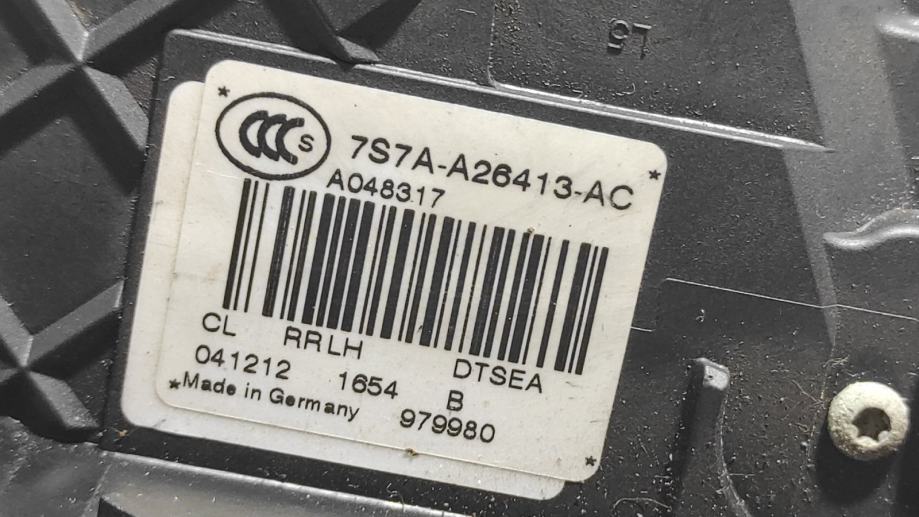 L5
CCC S 7S7A-A26413-AC
A048317
CL RRLH DTSEA
041212 1654 B
*Made in Germany 979980